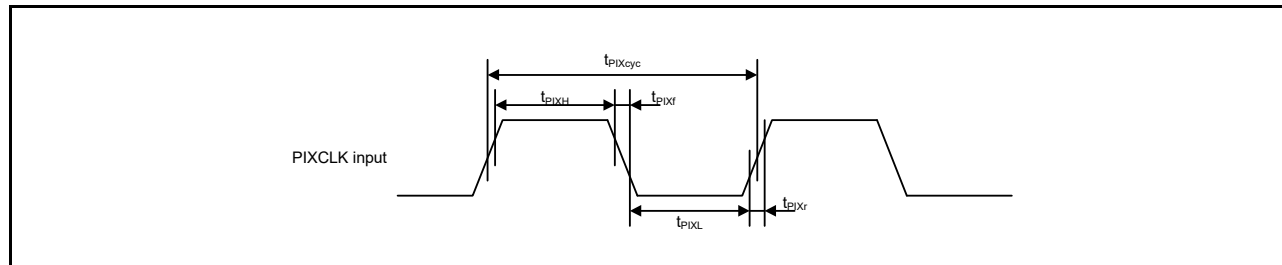 tPIXcyc
tPIXH
tPIXf
PIXCLK input
tPIXL
tPIXr